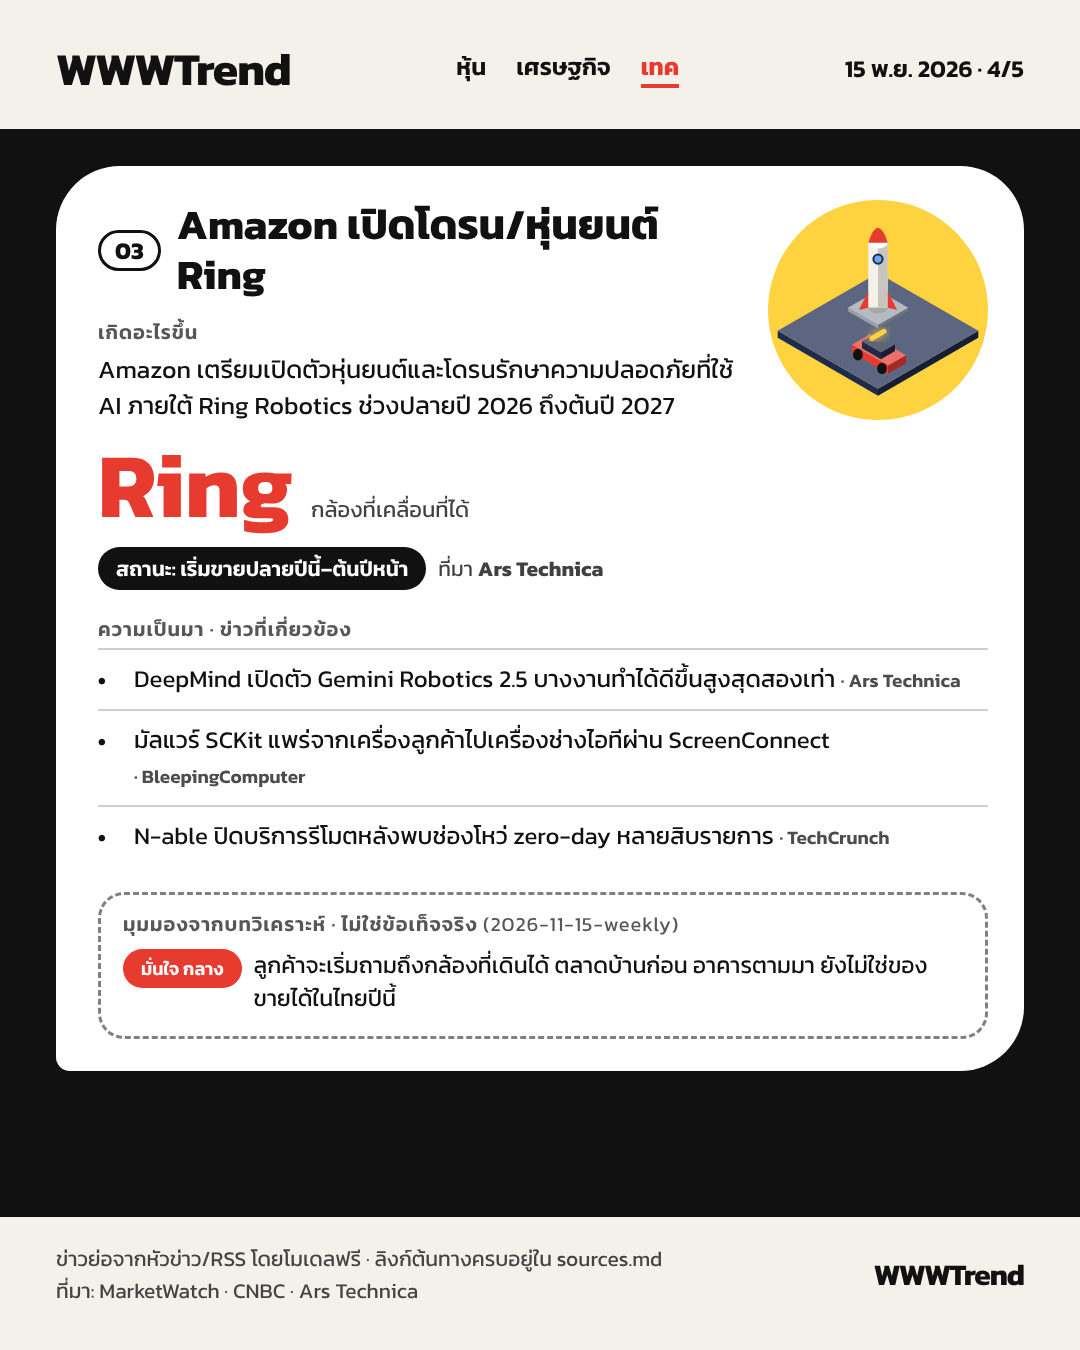 WWWTrend
หุ้น เศรษฐกิจ เทค
15 พ.ย. 2026 · 4/5
03
Amazon เปิดโดรน/หุ่นยนต์
Ring
เกิดอะไรขึ้น
Amazon เตรียมเปิดตัวหุ่นยนต์และโดรนรักษาความปลอดภัยที่ใช้
AI ภายใต้ Ring Robotics ช่วงปลายปี 2026 ถึงต้นปี 2027
Ring กล้องที่เคลื่อนที่ได้
สถานะ: เริ่มขายปลายปีนี้–ต้นปีหน้า ที่มา Ars Technica
ความเป็นมา · ข่าวที่เกี่ยวข้อง
• DeepMind เปิดตัว Gemini Robotics 2.5 บางงานทำได้ดีขึ้นสูงสุดสองเท่า · Ars Technica
• มัลแวร์ SCKit แพร่จากเครื่องลูกค้าไปเครื่องช่างไอทีผ่าน ScreenConnect
· BleepingComputer
• N-able ปิดบริการรีโมตหลังพบช่องโหว่ zero-day หลายสิบรายการ · TechCrunch
มุมมองจากบทวิเคราะห์ · ไม่ใช่ข้อเท็จจริง (2026-11-15-weekly)
มั่นใจ กลาง ลูกค้าจะเริ่มถามถึงกล้องที่เดินได้ ตลาดบ้านก่อน อาคารตามมา ยังไม่ใช่ของ
ขายได้ในไทยปีนี้
ข่าวย่อจากหัวข่าว/RSS โดยโมเดลฟรี · ลิงก์ต้นทางครบอยู่ใน sources.md
ที่มา: MarketWatch · CNBC · Ars Technica
WWWTrend